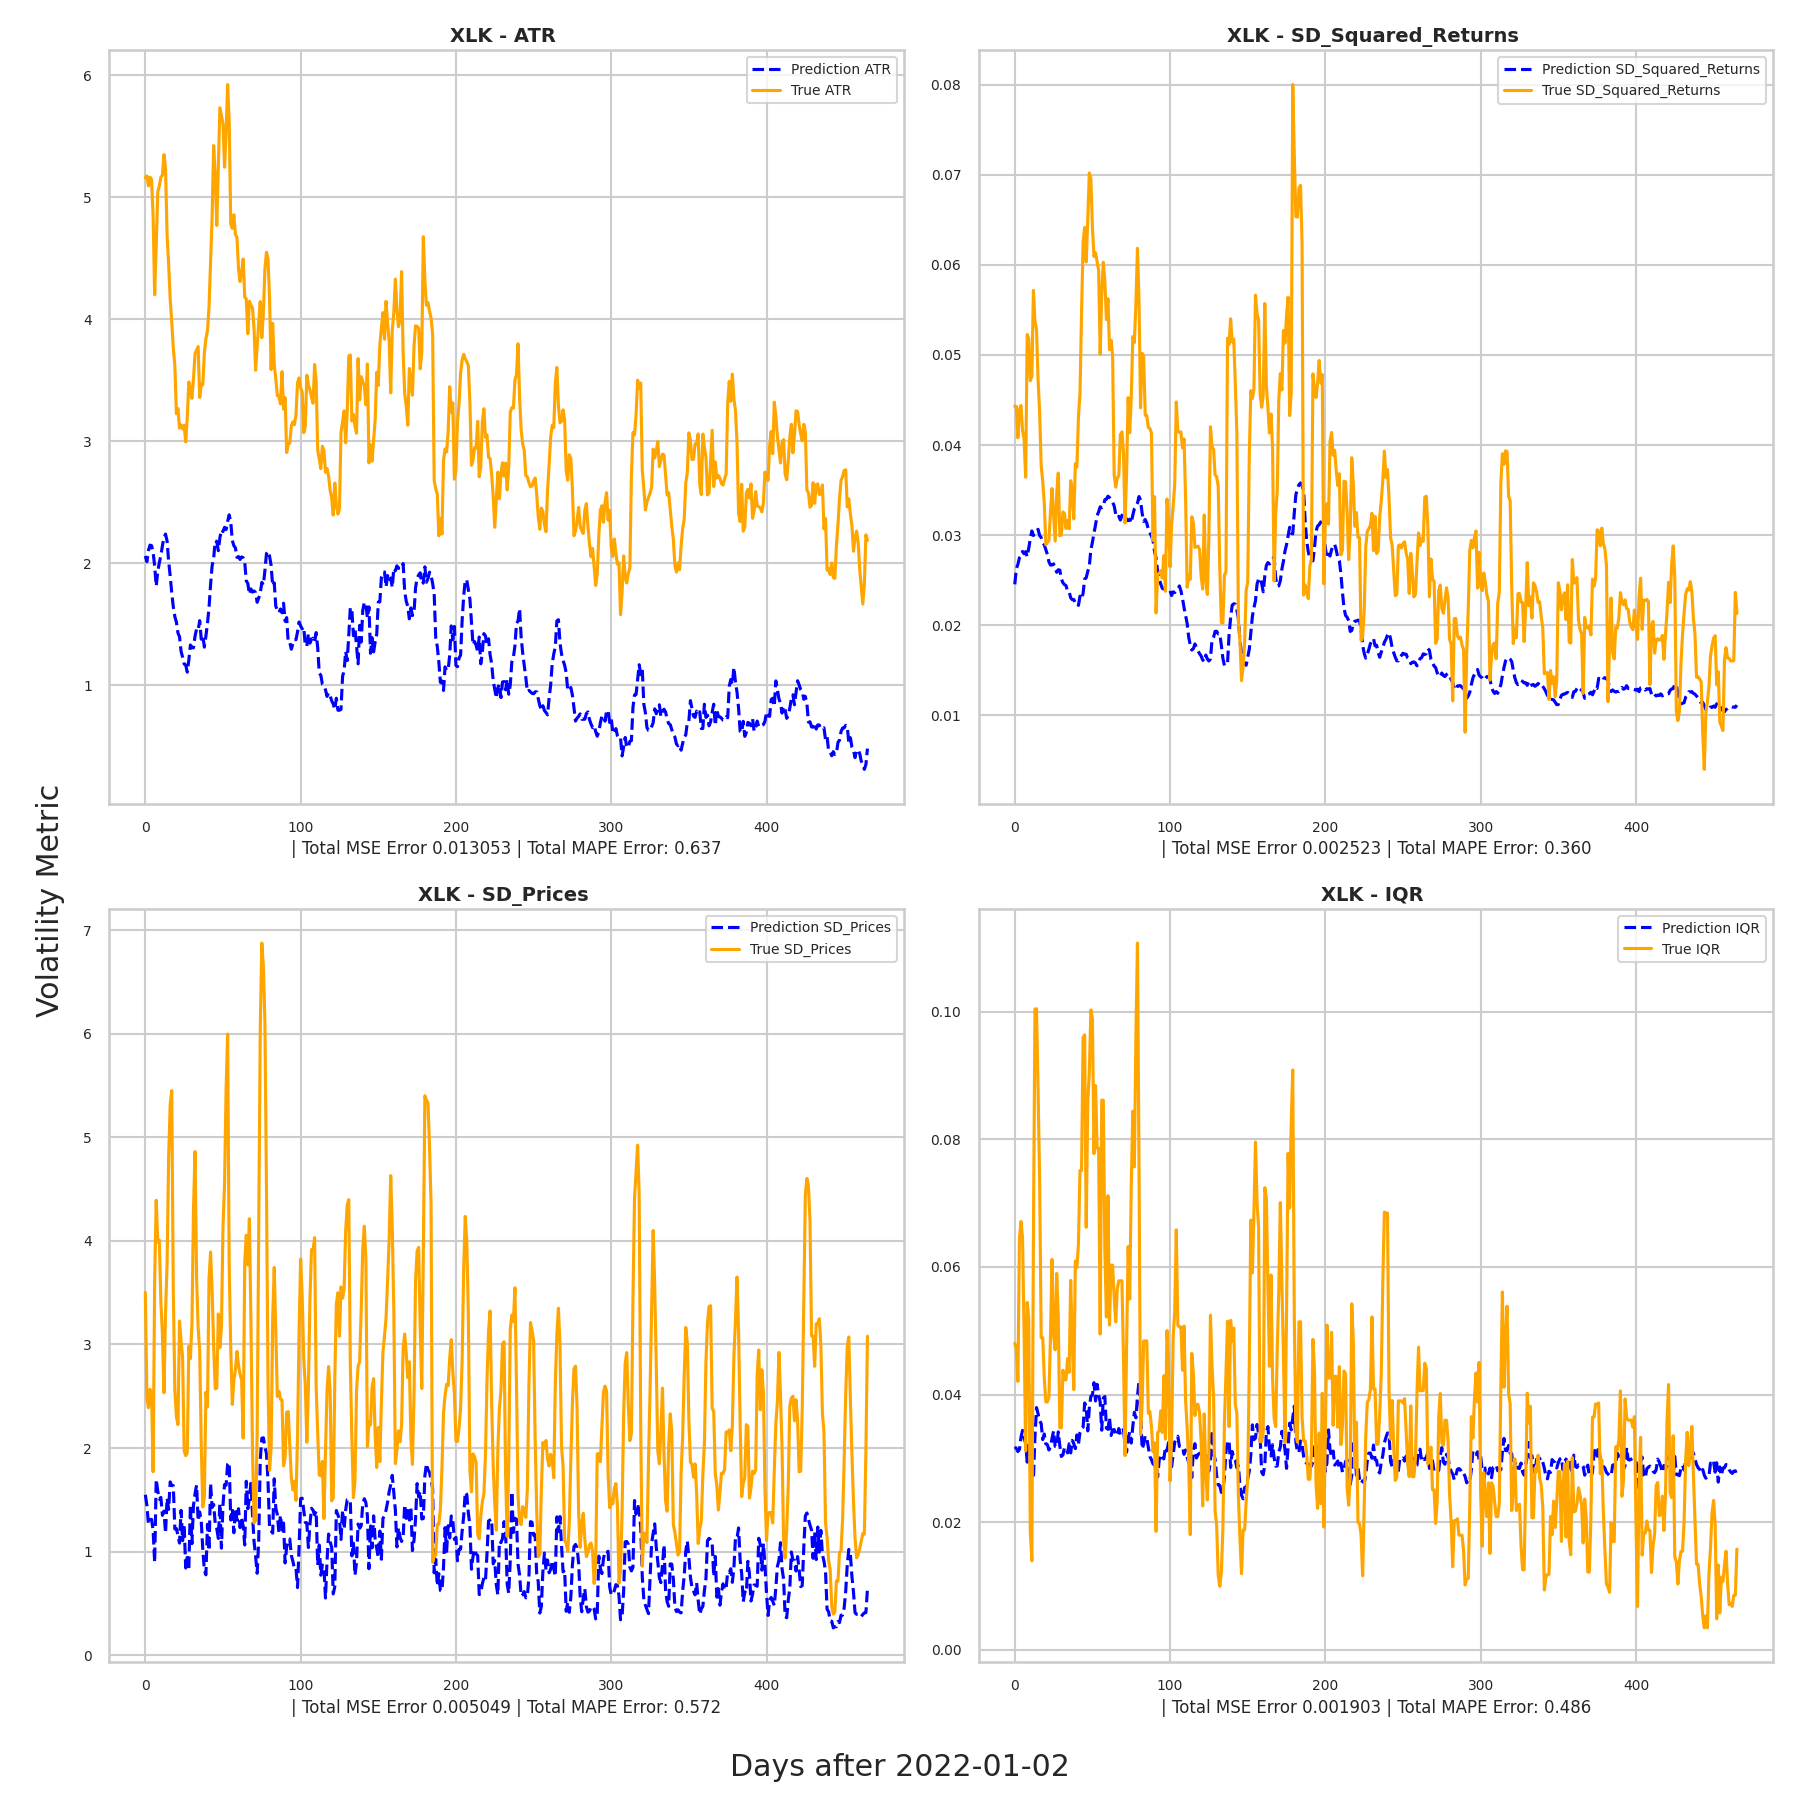 XLK - ATR
Prediction ATR
True ATR
6
5
4
3
2
1
0 100 200 300 400
| Total MSE Error 0.013053 | Total MAPE Error: 0.637
XLK - SD_Squared_Returns
Prediction SD_Squared_Returns
True SD_Squared_Returns
0.08
0.07
0.06
0.05
0.04
0.03
0.02
0.01
0 100 200 300 400
| Total MSE Error 0.002523 | Total MAPE Error: 0.360
Volatility Metric
XLK - SD_Prices
Prediction SD_Prices
True SD_Prices
7
6
5
4
3
2
1
0
0 100 200 300 400
| Total MSE Error 0.005049 | Total MAPE Error: 0.572
XLK - IQR
Prediction IQR
True IQR
0.10
0.08
0.06
0.04
0.02
0.00
0 100 200 300 400
| Total MSE Error 0.001903 | Total MAPE Error: 0.486
Days after 2022-01-02